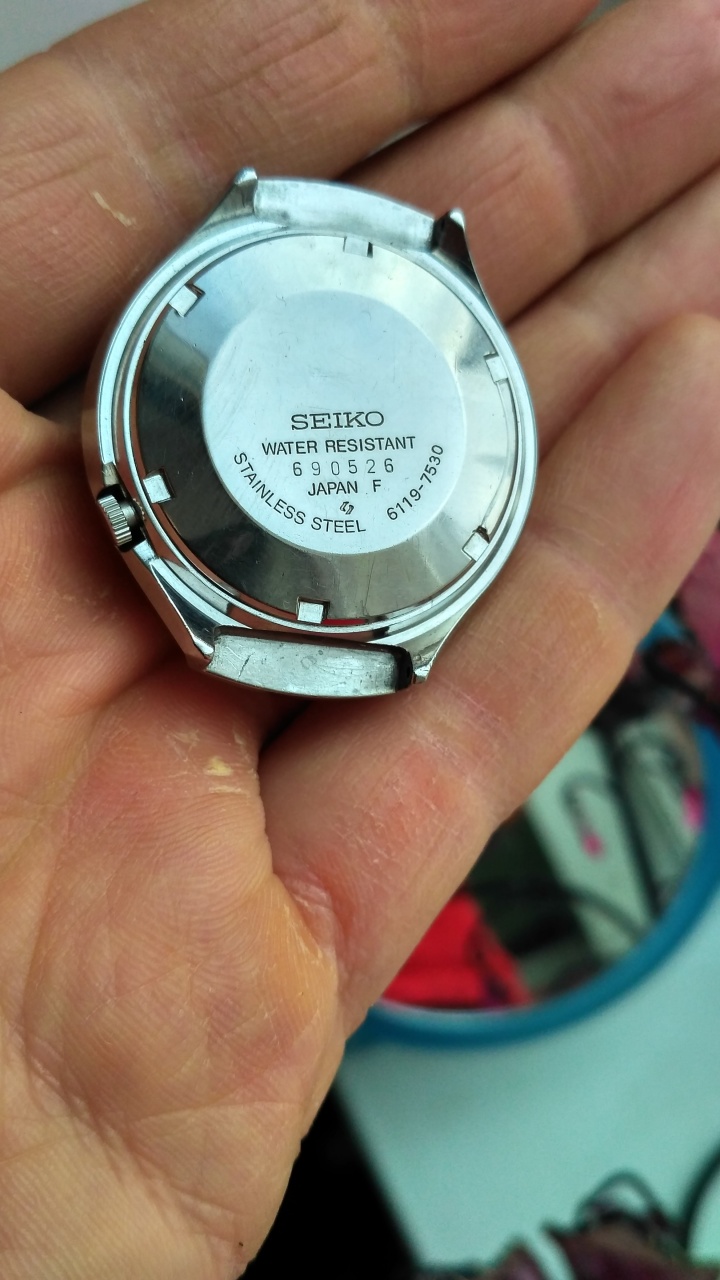 SEIKO
WATER RESISTANT
690526
JAPAN F
STAINLESS STEEL 6119-7530